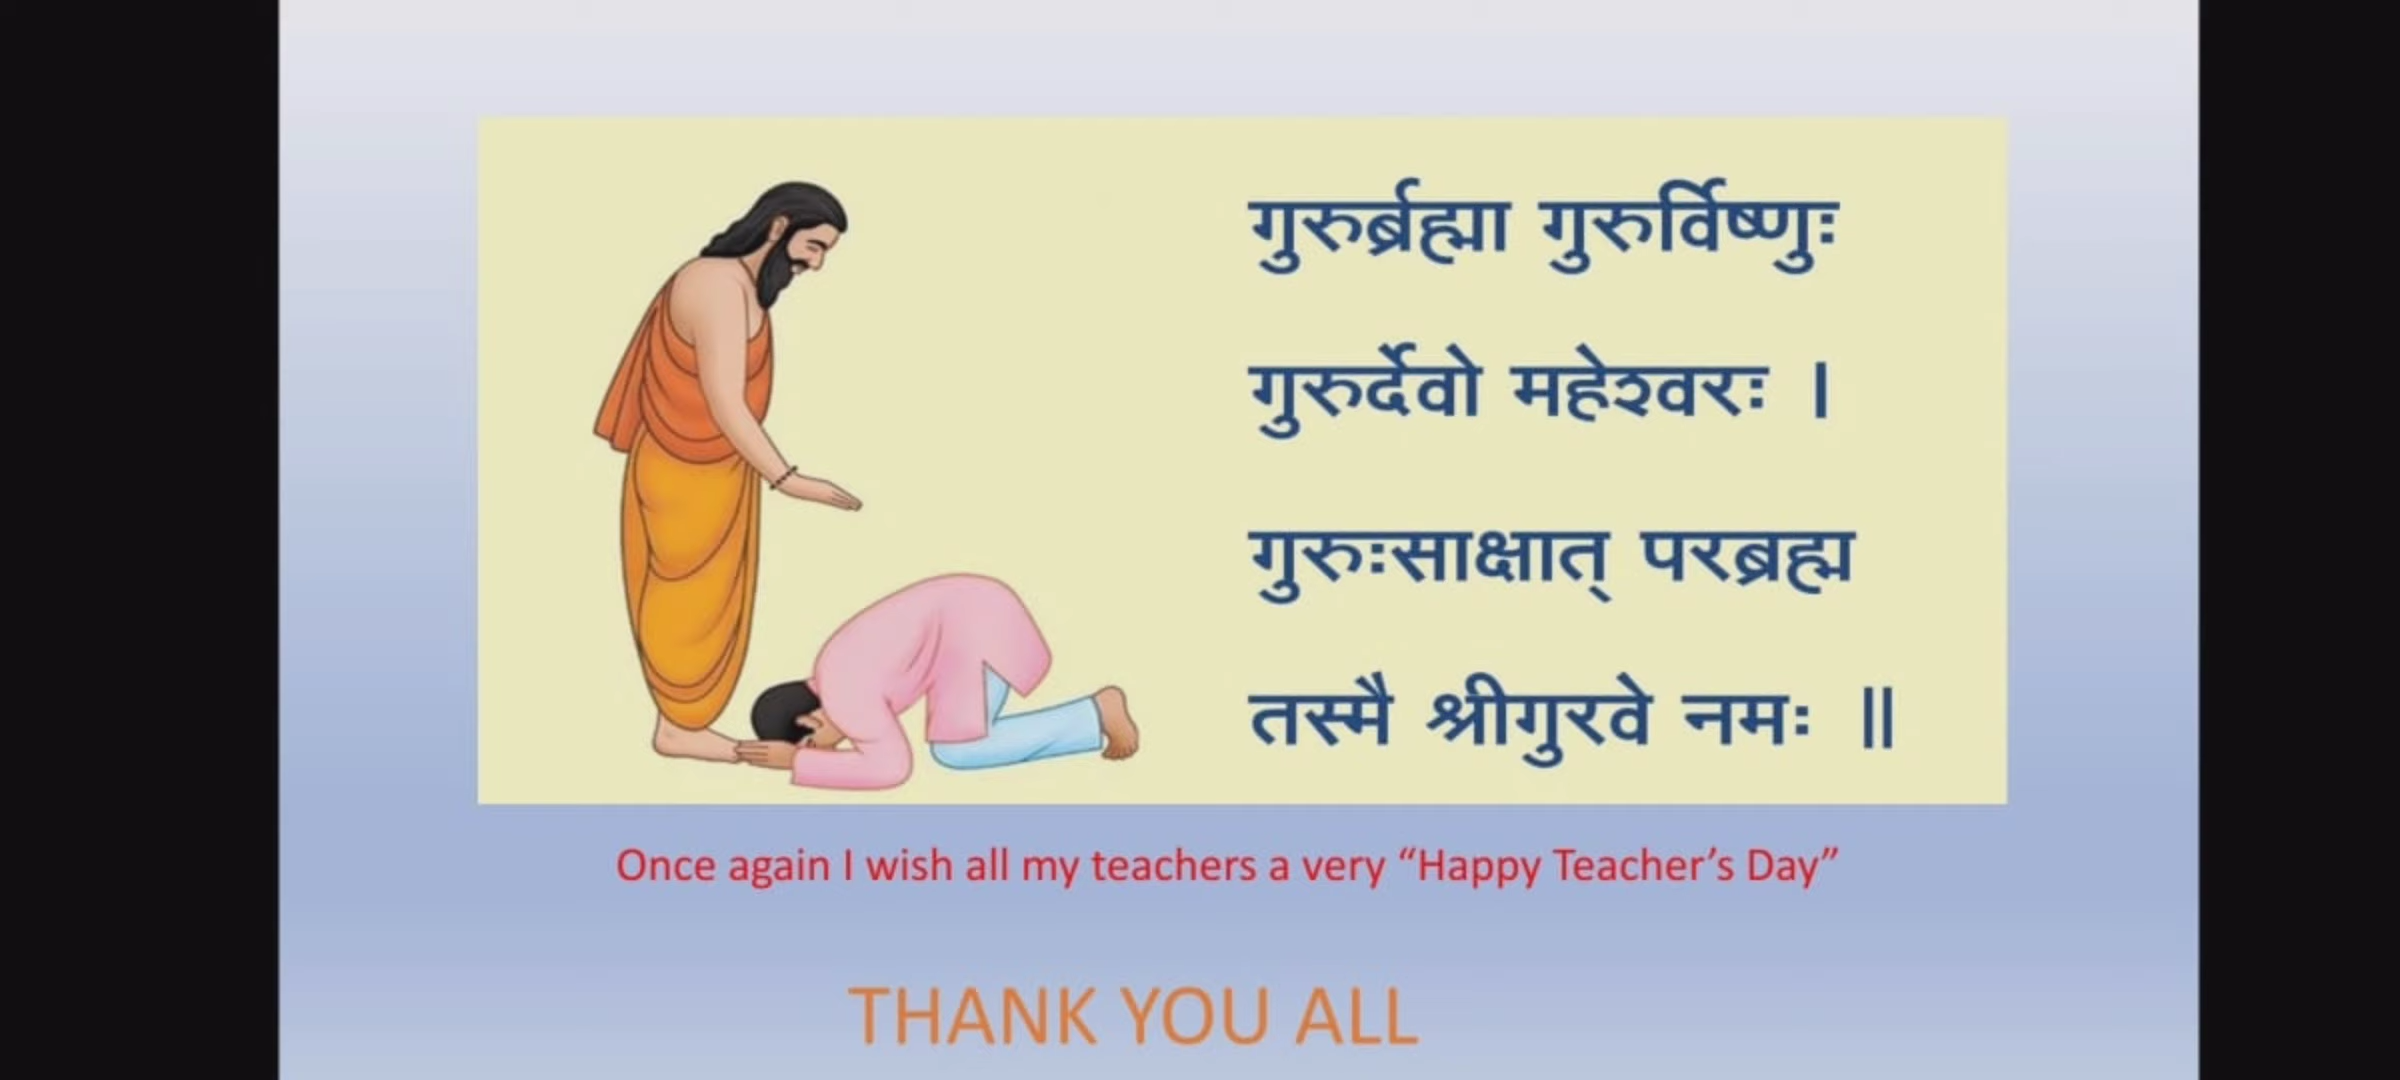 गुरुर्ब्रह्मा गुरुर्विष्णुः
गुरुर्देवो महेश्वरः ।
गुरुःसाक्षात् परब्रह्म
तस्मै श्रीगुरवे नमः ॥
Once again I wish all my teachers a very “Happy Teacher’s Day”
THANK YOU ALL